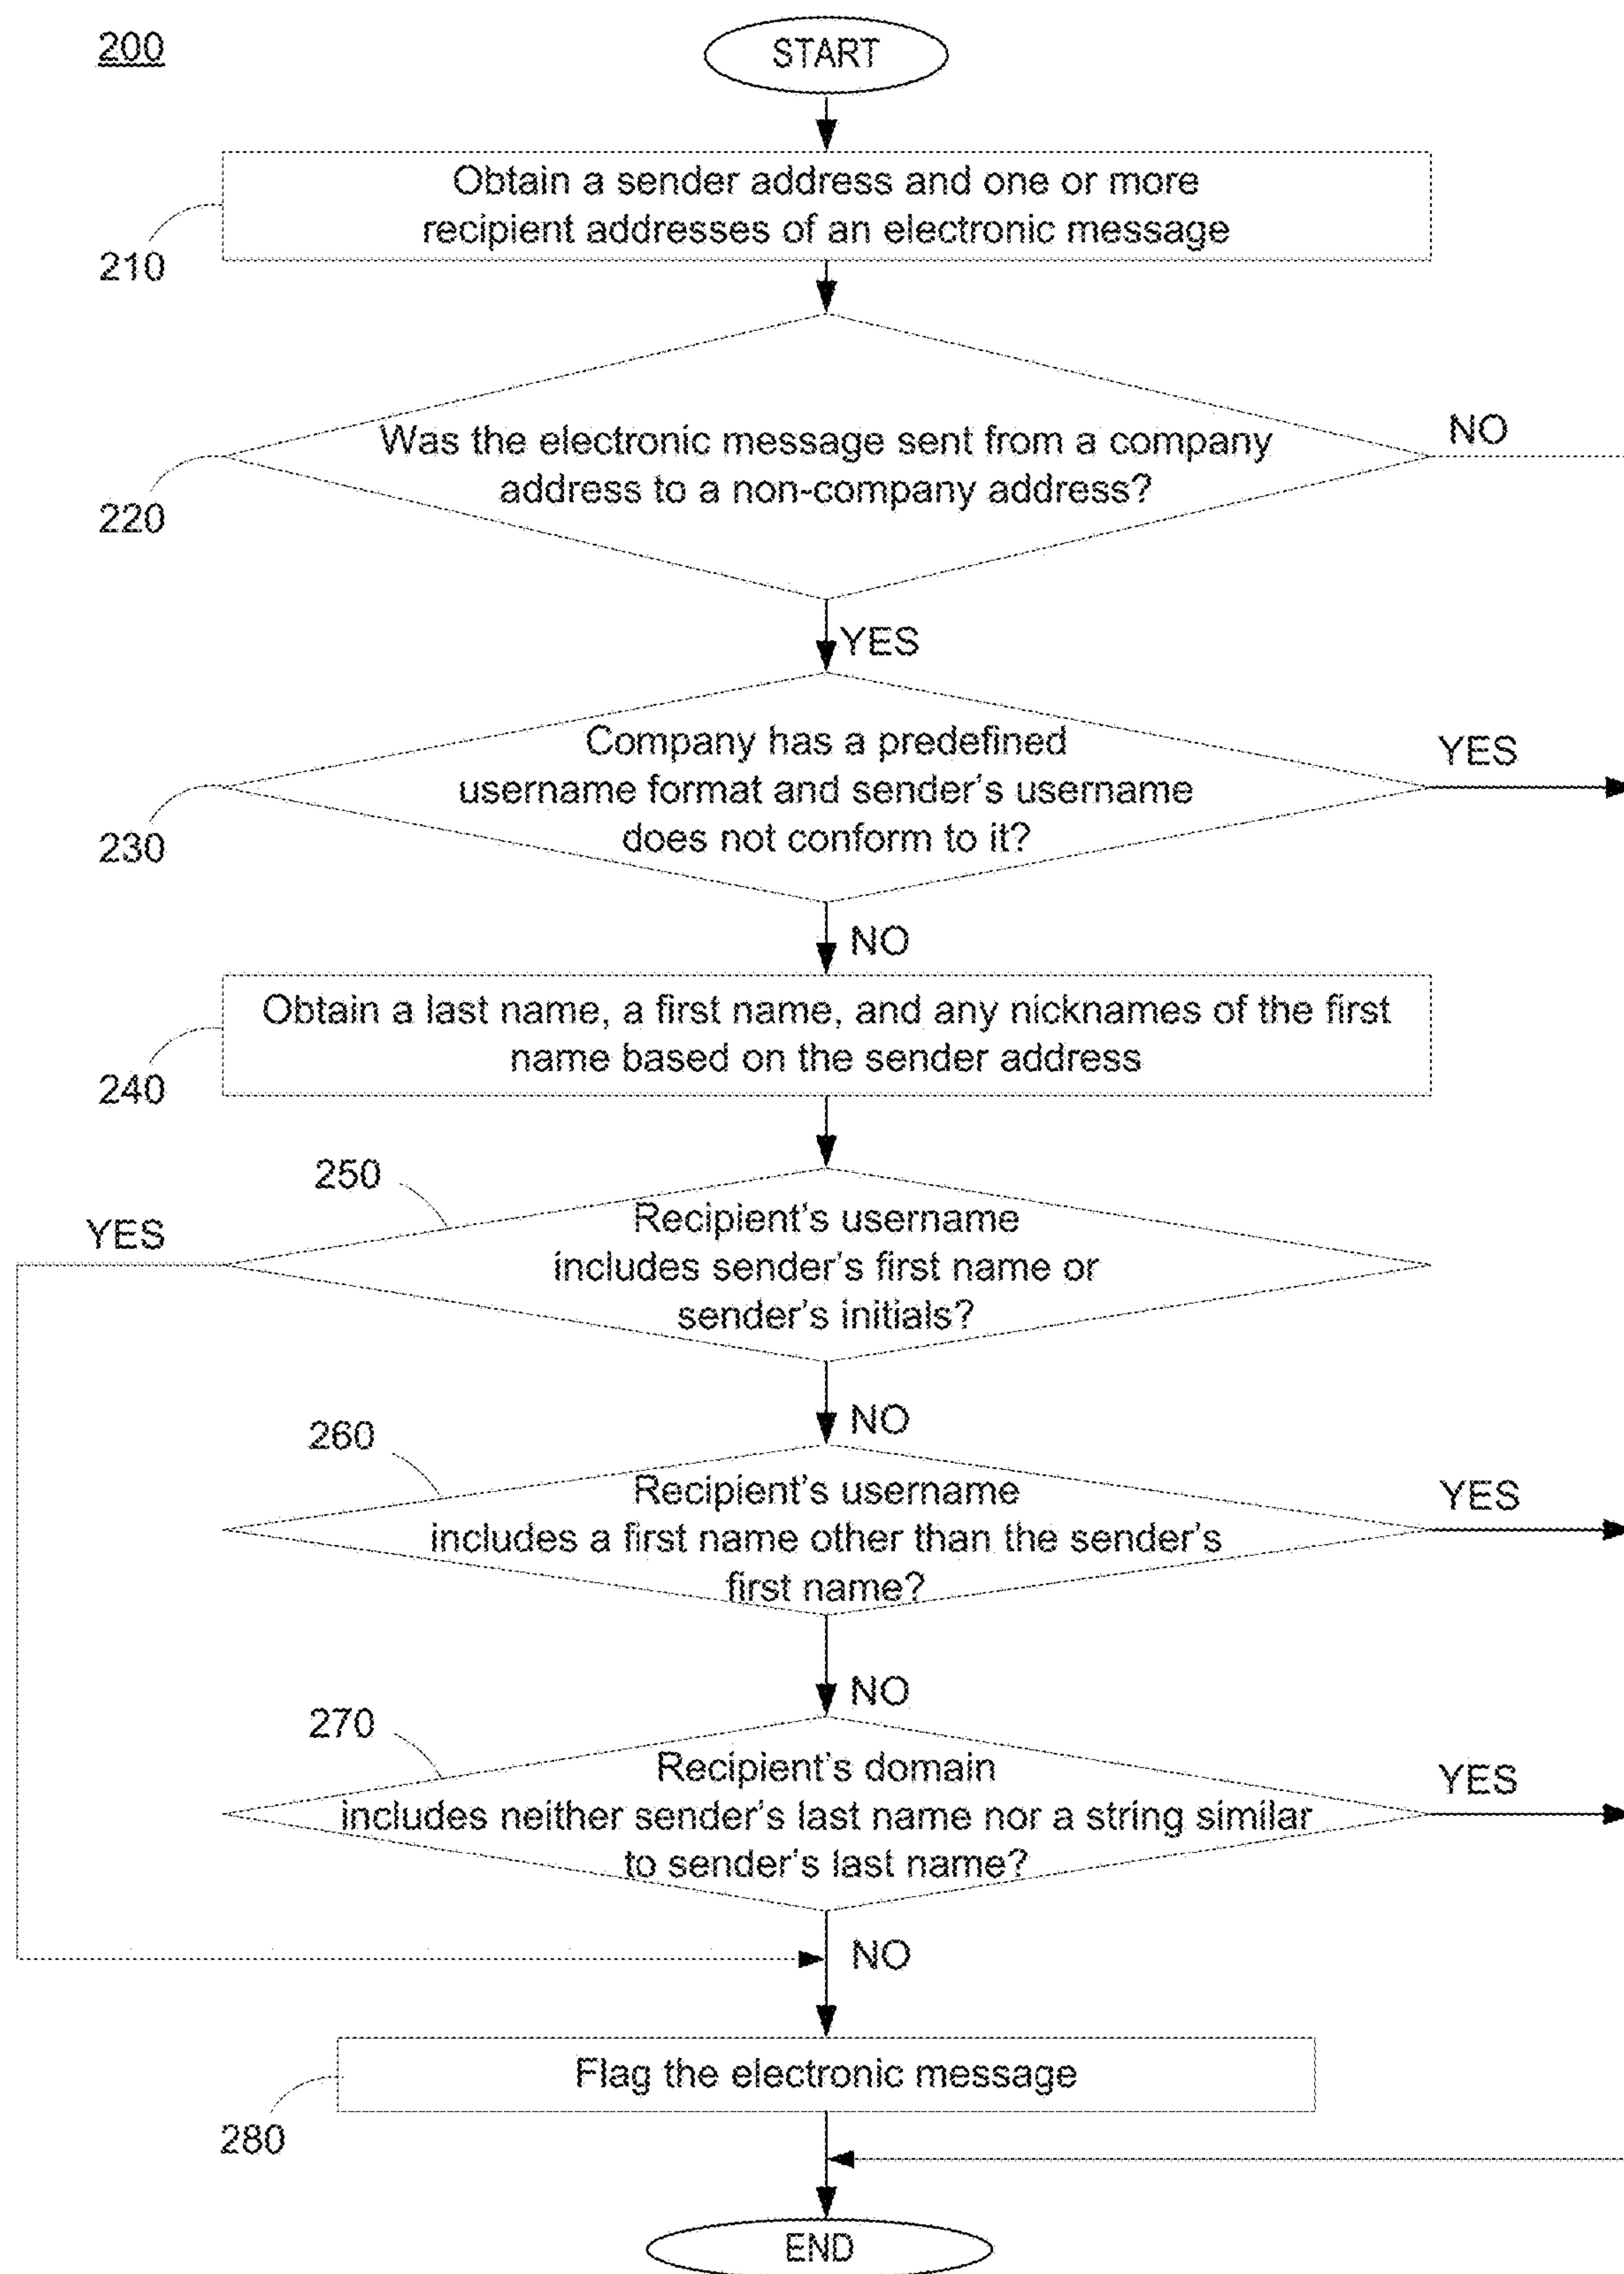 200
START
Obtain a sender address and one or more
recipient addresses of an electronic message
210
Was the electronic message sent from a company
address to a non-company address?
NO
220
YES
Company has a predefined
username format and sender's username
does not conform to it?
YES
230
NO
Obtain a last name, a first name, and any nicknames of the first
name based on the sender address
240
250
YES
Recipient's username
includes sender's first name or
sender's initials?
NO
260
Recipient's username
includes a first name other than the sender's
first name?
YES
NO
270
Recipient's domain
includes neither sender's last name nor a string similar
to sender's last name?
YES
NO
Flag the electronic message
280
END